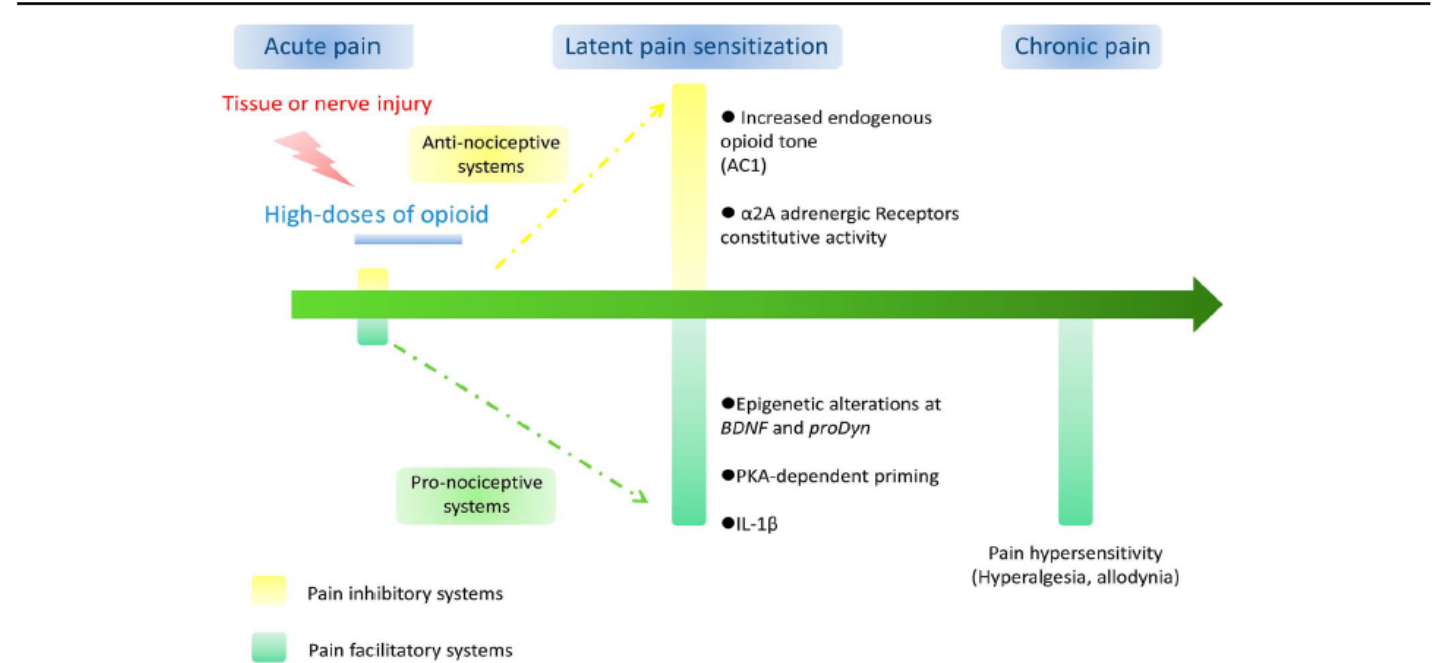 Acute pain
Latent pain sensitization
Chronic pain
Tissue or nerve injury
Anti-nociceptive
systems
High-doses of opioid
● Increased endogenous
opioid tone
(AC1)
● α2A adrenergic Receptors
constitutive activity
●Epigenetic alterations at
BDNF and proDyn
●PKA-dependent priming
●IL-1β
Pro-nociceptive
systems
Pain hypersensitivity
(Hyperalgesia, allodynia)
Pain inhibitory systems
Pain facilitatory systems